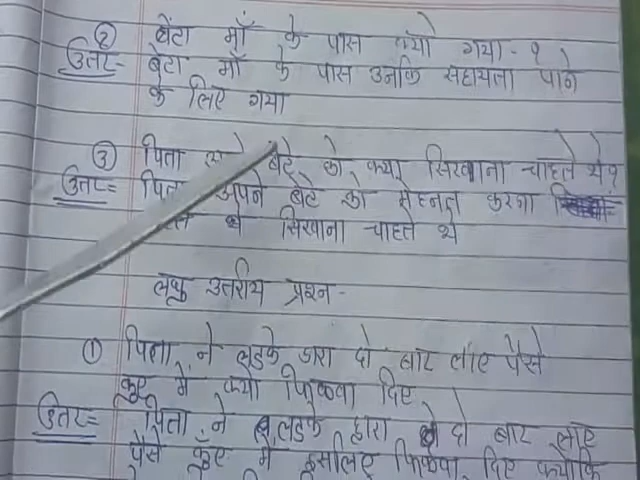 ② बेटा माँ के पास क्यो गया - ?
उत्तर- बेटा माँ के पास उनकि सहायता पाने
के लिए गया
③ पिता बेटे को क्या सिखाना चाहते थे ?
उत्तर= पिता अपने बेटे को मेहनत करना
थे सिखाना चाहते थे
लघु उत्तरीय प्रश्न -
① पिता ने लड़के द्वारा दो बार लाए पैसे
कुए में क्या फिकवा दिए
उत्तर= पिता ने लड़के द्वारा दो बार लाए
पैसे कुँए में इसलिए फिकवा दिए क्योंकि